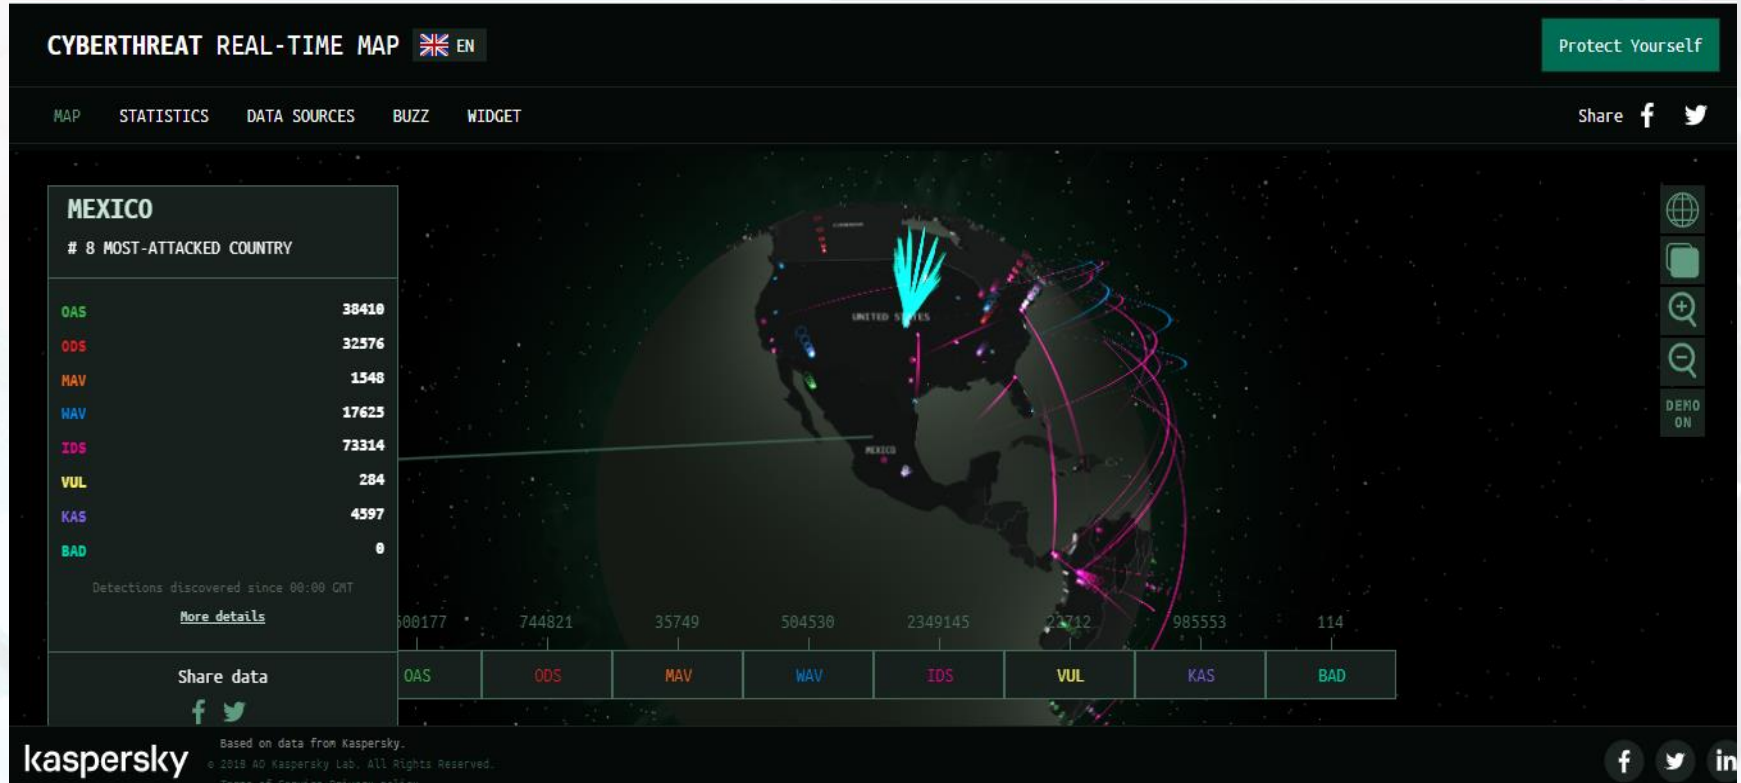 CYBERTHREAT REAL-TIME MAP EN
Protect Yourself
MAP STATISTICS DATA SOURCES BUZZ WIDGET
Share
MEXICO
# 8 MOST-ATTACKED COUNTRY
OAS 38410
ODS 32576
MAV 1548
WAV 17625
IDS 73314
VUL 284
KAS 4597
BAD 0
Detections discovered since 00:00 GMT
More details
Share data
UNITED STATES
MEXICO
DEMO
ON
744821 35749 504530 2349145 985553 114
OAS ODS MAV WAV IDS VUL KAS BAD
kaspersky
Based on data from Kaspersky.
© 2018 AO Kaspersky Lab. All Rights Reserved.